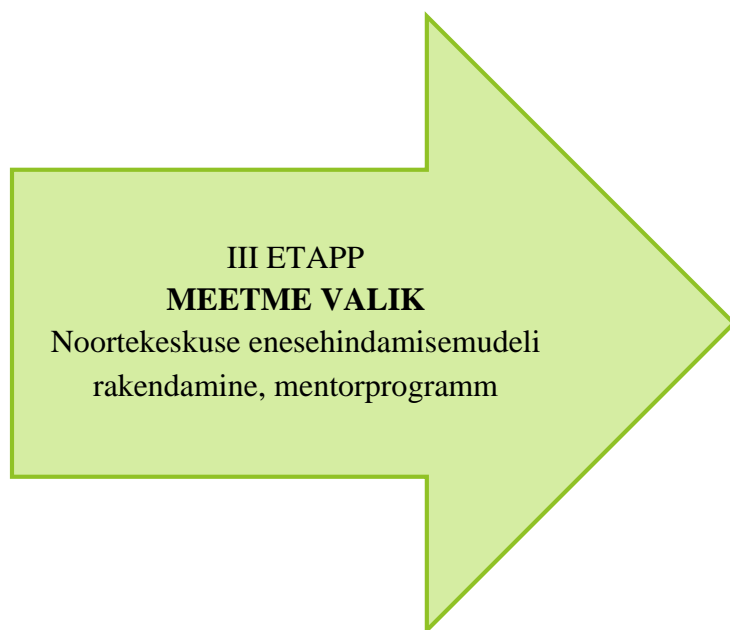 III ETAPP
MEETME VALIK
Noortekeskuse enesehindamisemudeli
rakendamine, mentorprogramm